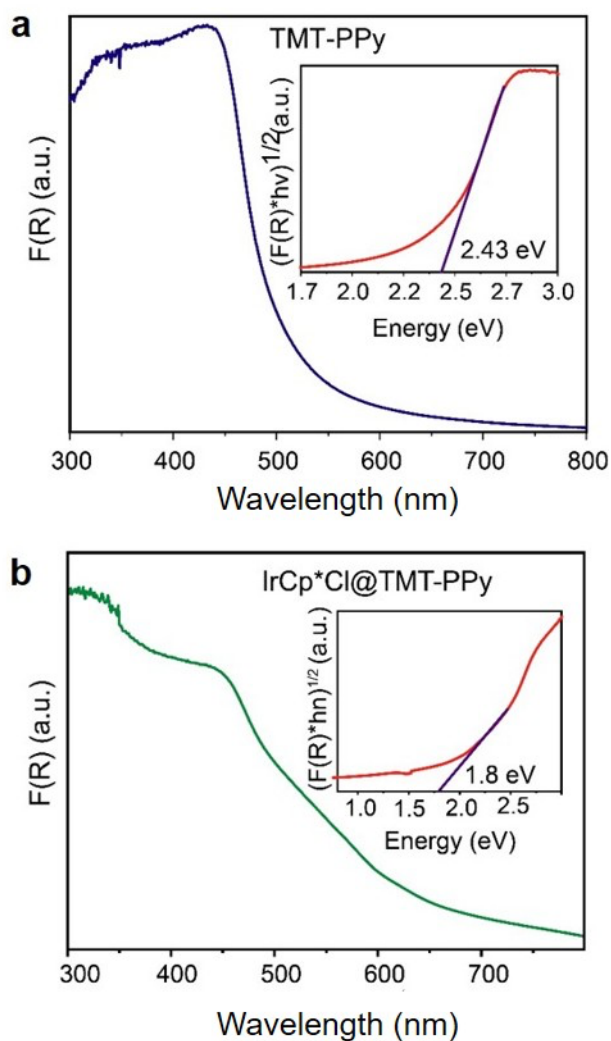 a
TMT-PPy
F(R) (a.u.)
(F(R)*hv)^1/2 (a.u.)
2.43 eV
1.7 2.0 2.2 2.5 2.7 3.0
Energy (eV)
300 400 500 600 700 800
Wavelength (nm)
b
IrCp*Cl@TMT-PPy
F(R) (a.u.)
(F(R)*hn)^1/2 (a.u.)
1.8 eV
1.0 1.5 2.0 2.5
Energy (eV)
300 400 500 600 700
Wavelength (nm)